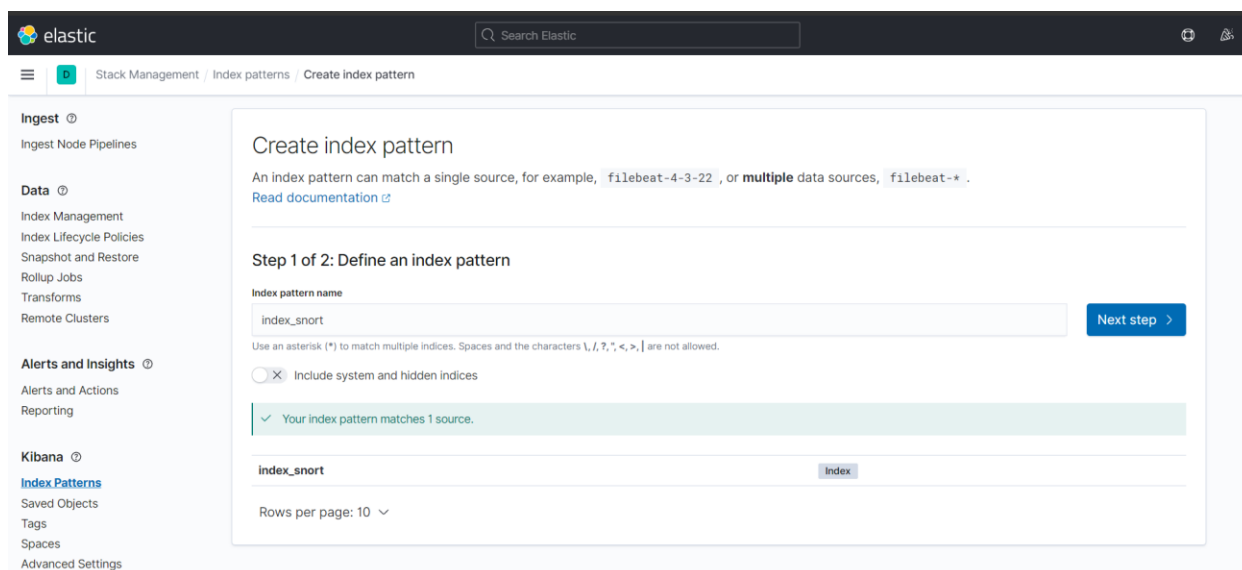 elastic
Search Elastic
D
Stack Management / Index patterns / Create index pattern
Ingest
Ingest Node Pipelines
Data
Index Management
Index Lifecycle Policies
Snapshot and Restore
Rollup Jobs
Transforms
Remote Clusters
Alerts and Insights
Alerts and Actions
Reporting
Kibana
Index Patterns
Saved Objects
Tags
Spaces
Advanced Settings
Create index pattern
An index pattern can match a single source, for example, filebeat-4-3-22 , or multiple data sources, filebeat-* .
Read documentation
Step 1 of 2: Define an index pattern
Index pattern name
index_snort
Next step >
Use an asterisk (*) to match multiple indices. Spaces and the characters \, /, ?, ", <, >, | are not allowed.
Include system and hidden indices
Your index pattern matches 1 source.
index_snort Index
Rows per page: 10